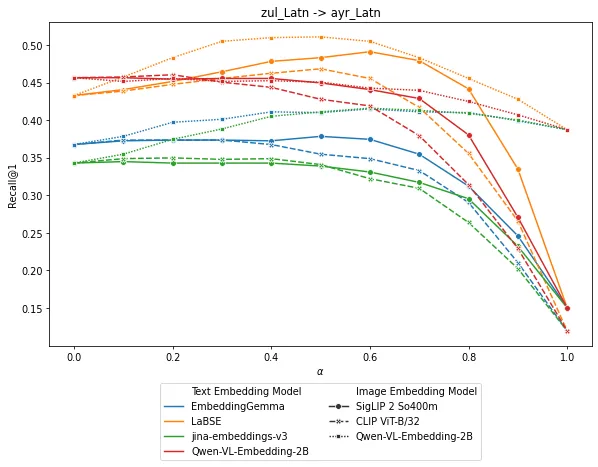 zul_Latn -> ayr_Latn
0.50
0.45
0.40
0.35
0.30
0.25
0.20
0.15
Recall@1
0.0 0.2 0.4 0.6 0.8 1.0
α
Text Embedding Model
EmbeddingGemma
LaBSE
jina-embeddings-v3
Qwen-VL-Embedding-2B
Image Embedding Model
SigLIP 2 So400m
CLIP ViT-B/32
Qwen-VL-Embedding-2B